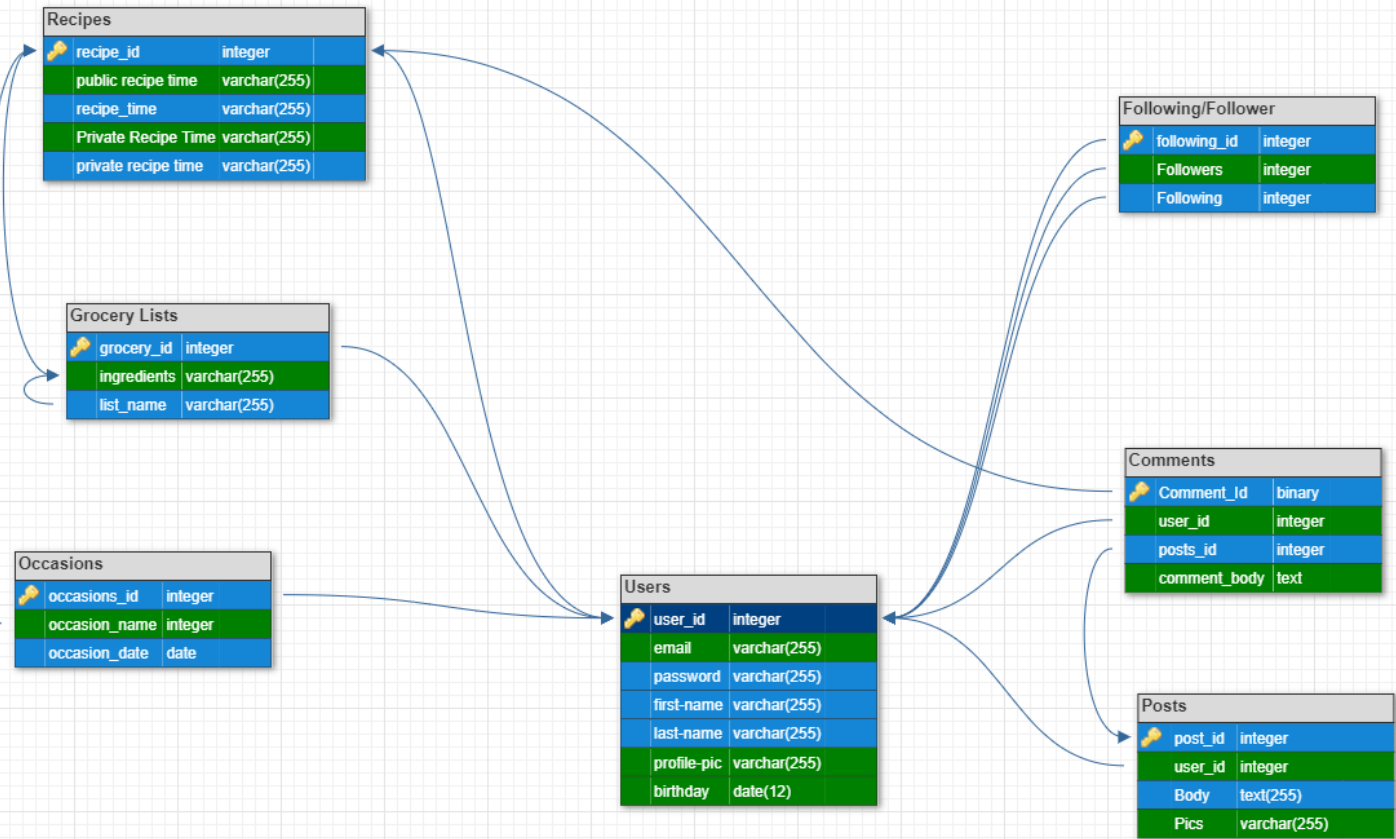 Recipes
recipe_id integer
public recipe time varchar(255)
recipe_time varchar(255)
Private Recipe Time varchar(255)
private recipe time varchar(255)
Following/Follower
following_id integer
Followers integer
Following integer
Grocery Lists
grocery_id integer
ingredients varchar(255)
list_name varchar(255)
Comments
Comment_Id binary
user_id integer
posts_id integer
comment_body text
Occasions
occasions_id integer
occasion_name integer
occasion_date date
Users
user_id integer
email varchar(255)
password varchar(255)
first-name varchar(255)
last-name varchar(255)
profile-pic varchar(255)
birthday date(12)
Posts
post_id integer
user_id integer
Body text(255)
Pics varchar(255)